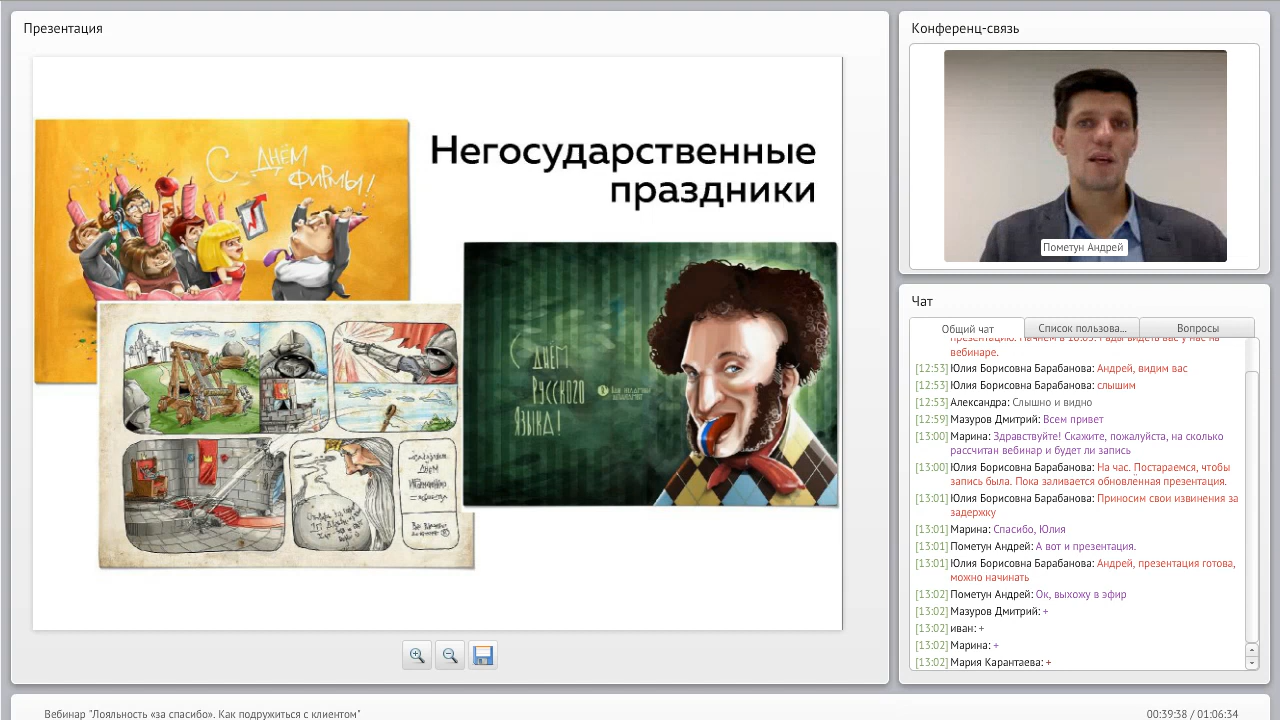 Презентация
Негосударственные
праздники
С ДНЁМ
ФИРМЫ!
С ДНЁМ
РУССКОГО
ЯЗЫКА!
ДНЁМ
Конференц-связь
Пометун Андрей
Чат
Общий чат
Список пользова...
Вопросы
вебинаре.
[12:53] Юлия Борисовна Барабанова: Андрей, видим вас
[12:53] Юлия Борисовна Барабанова: слышим
[12:53] Александра: Слышно и видно
[12:59] Мазуров Дмитрий: Всем привет
[13:00] Марина: Здравствуйте! Скажите, пожалуйста, на сколько
рассчитан вебинар и будет ли запись
[13:00] Юлия Борисовна Барабанова: На час. Постараемся, чтобы
запись была. Пока заливается обновлённая презентация.
[13:01] Юлия Борисовна Барабанова: Приносим свои извинения за
задержку
[13:01] Марина: Спасибо, Юлия
[13:01] Пометун Андрей: А вот и презентация.
[13:01] Юлия Борисовна Барабанова: Андрей, презентация готова,
можно начинать
[13:02] Пометун Андрей: Ок, выхожу в эфир
[13:02] Мазуров Дмитрий: +
[13:02] иван: +
[13:02] Марина: +
[13:02] Мария Карантаева: +
Вебинар "Лояльность «за спасибо». Как подружиться с клиентом"
00:39:38 / 01:06:34